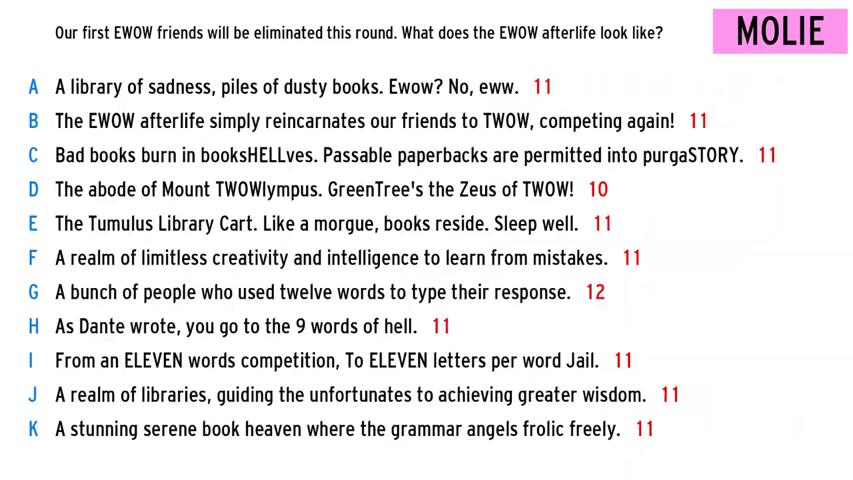 Our first EWOW friends will be eliminated this round. What does the EWOW afterlife look like?
MOLIE
A A library of sadness, piles of dusty books. Ewow? No, eww. 11
B The EWOW afterlife simply reincarnates our friends to TWOW, competing again! 11
C Bad books burn in booksHELLves. Passable paperbacks are permitted into purgaSTORY. 11
D The abode of Mount TWOWlympus. GreenTree's the Zeus of TWOW! 10
E The Tumulus Library Cart. Like a morgue, books reside. Sleep well. 11
F A realm of limitless creativity and intelligence to learn from mistakes. 11
G A bunch of people who used twelve words to type their response. 12
H As Dante wrote, you go to the 9 words of hell. 11
I From an ELEVEN words competition, To ELEVEN letters per word Jail. 11
J A realm of libraries, guiding the unfortunates to achieving greater wisdom. 11
K A stunning serene book heaven where the grammar angels frolic freely. 11